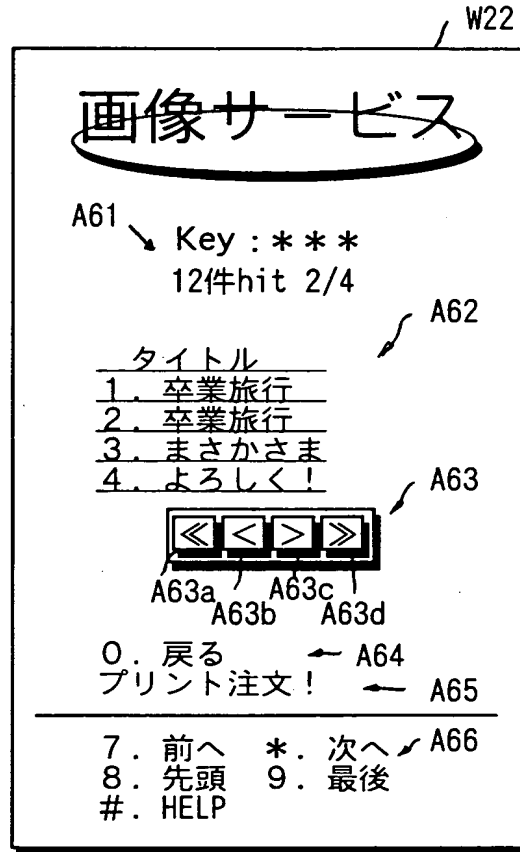 W22
画像サービス
A61
Key : ＊＊＊
12件hit 2/4
A62
タイトル
1. 卒業旅行
2. 卒業旅行
3. まさかさま
4. よろしく！
A63
≪ < > ≫
A63a A63b A63c A63d
0. 戻る A64
プリント注文！ A65
7. 前へ ＊. 次へ A66
8. 先頭 9. 最後
#. HELP